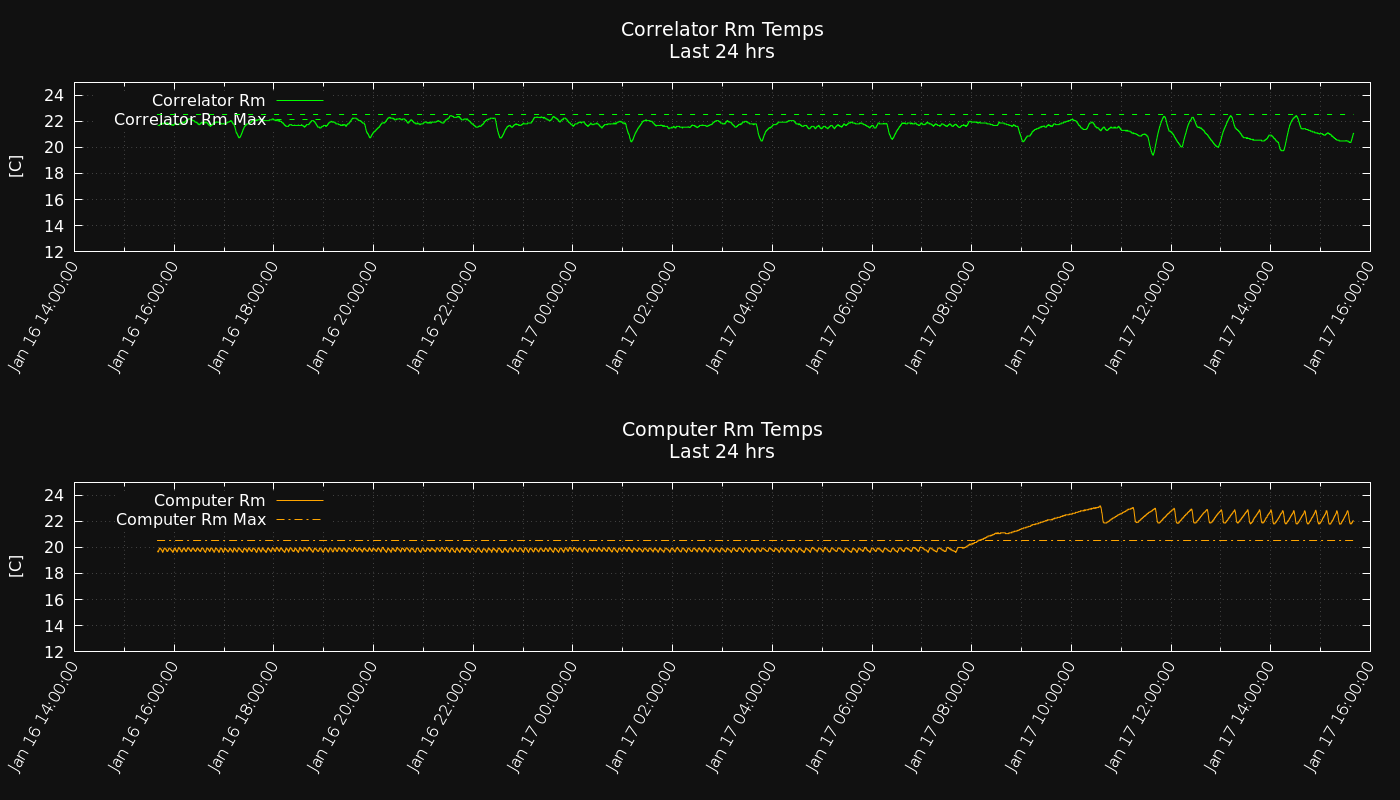 Correlator Rm Temps
Last 24 hrs
Correlator Rm
Correlator Rm Max
24
22
20
18
16
14
12
[C]
Jan 16 14:00:00
Jan 16 16:00:00
Jan 16 18:00:00
Jan 16 20:00:00
Jan 16 22:00:00
Jan 17 00:00:00
Jan 17 02:00:00
Jan 17 04:00:00
Jan 17 06:00:00
Jan 17 08:00:00
Jan 17 10:00:00
Jan 17 12:00:00
Jan 17 14:00:00
Jan 17 16:00:00
Computer Rm Temps
Last 24 hrs
Computer Rm
Computer Rm Max
24
22
20
18
16
14
12
[C]
Jan 16 14:00:00
Jan 16 16:00:00
Jan 16 18:00:00
Jan 16 20:00:00
Jan 16 22:00:00
Jan 17 00:00:00
Jan 17 02:00:00
Jan 17 04:00:00
Jan 17 06:00:00
Jan 17 08:00:00
Jan 17 10:00:00
Jan 17 12:00:00
Jan 17 14:00:00
Jan 17 16:00:00